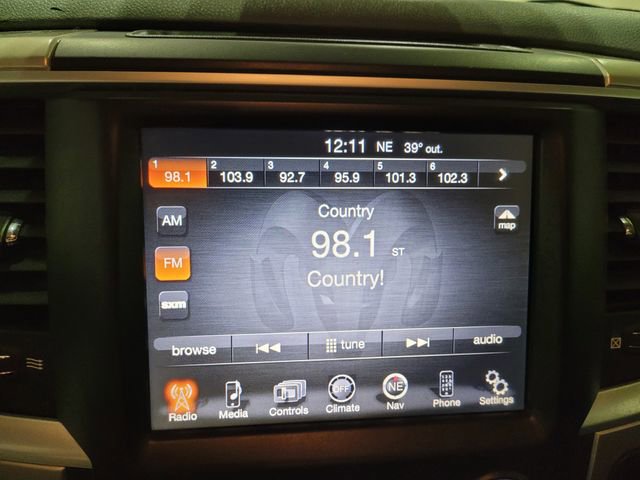 12:11 NE 39° out.
1 2 3 4 5 6
98.1 103.9 92.7 95.9 101.3 102.3
AM
Country
map
98.1 ST
FM
Country!
sxm
browse tune audio
OFF NE
Radio Media Controls Climate Nav Phone Settings